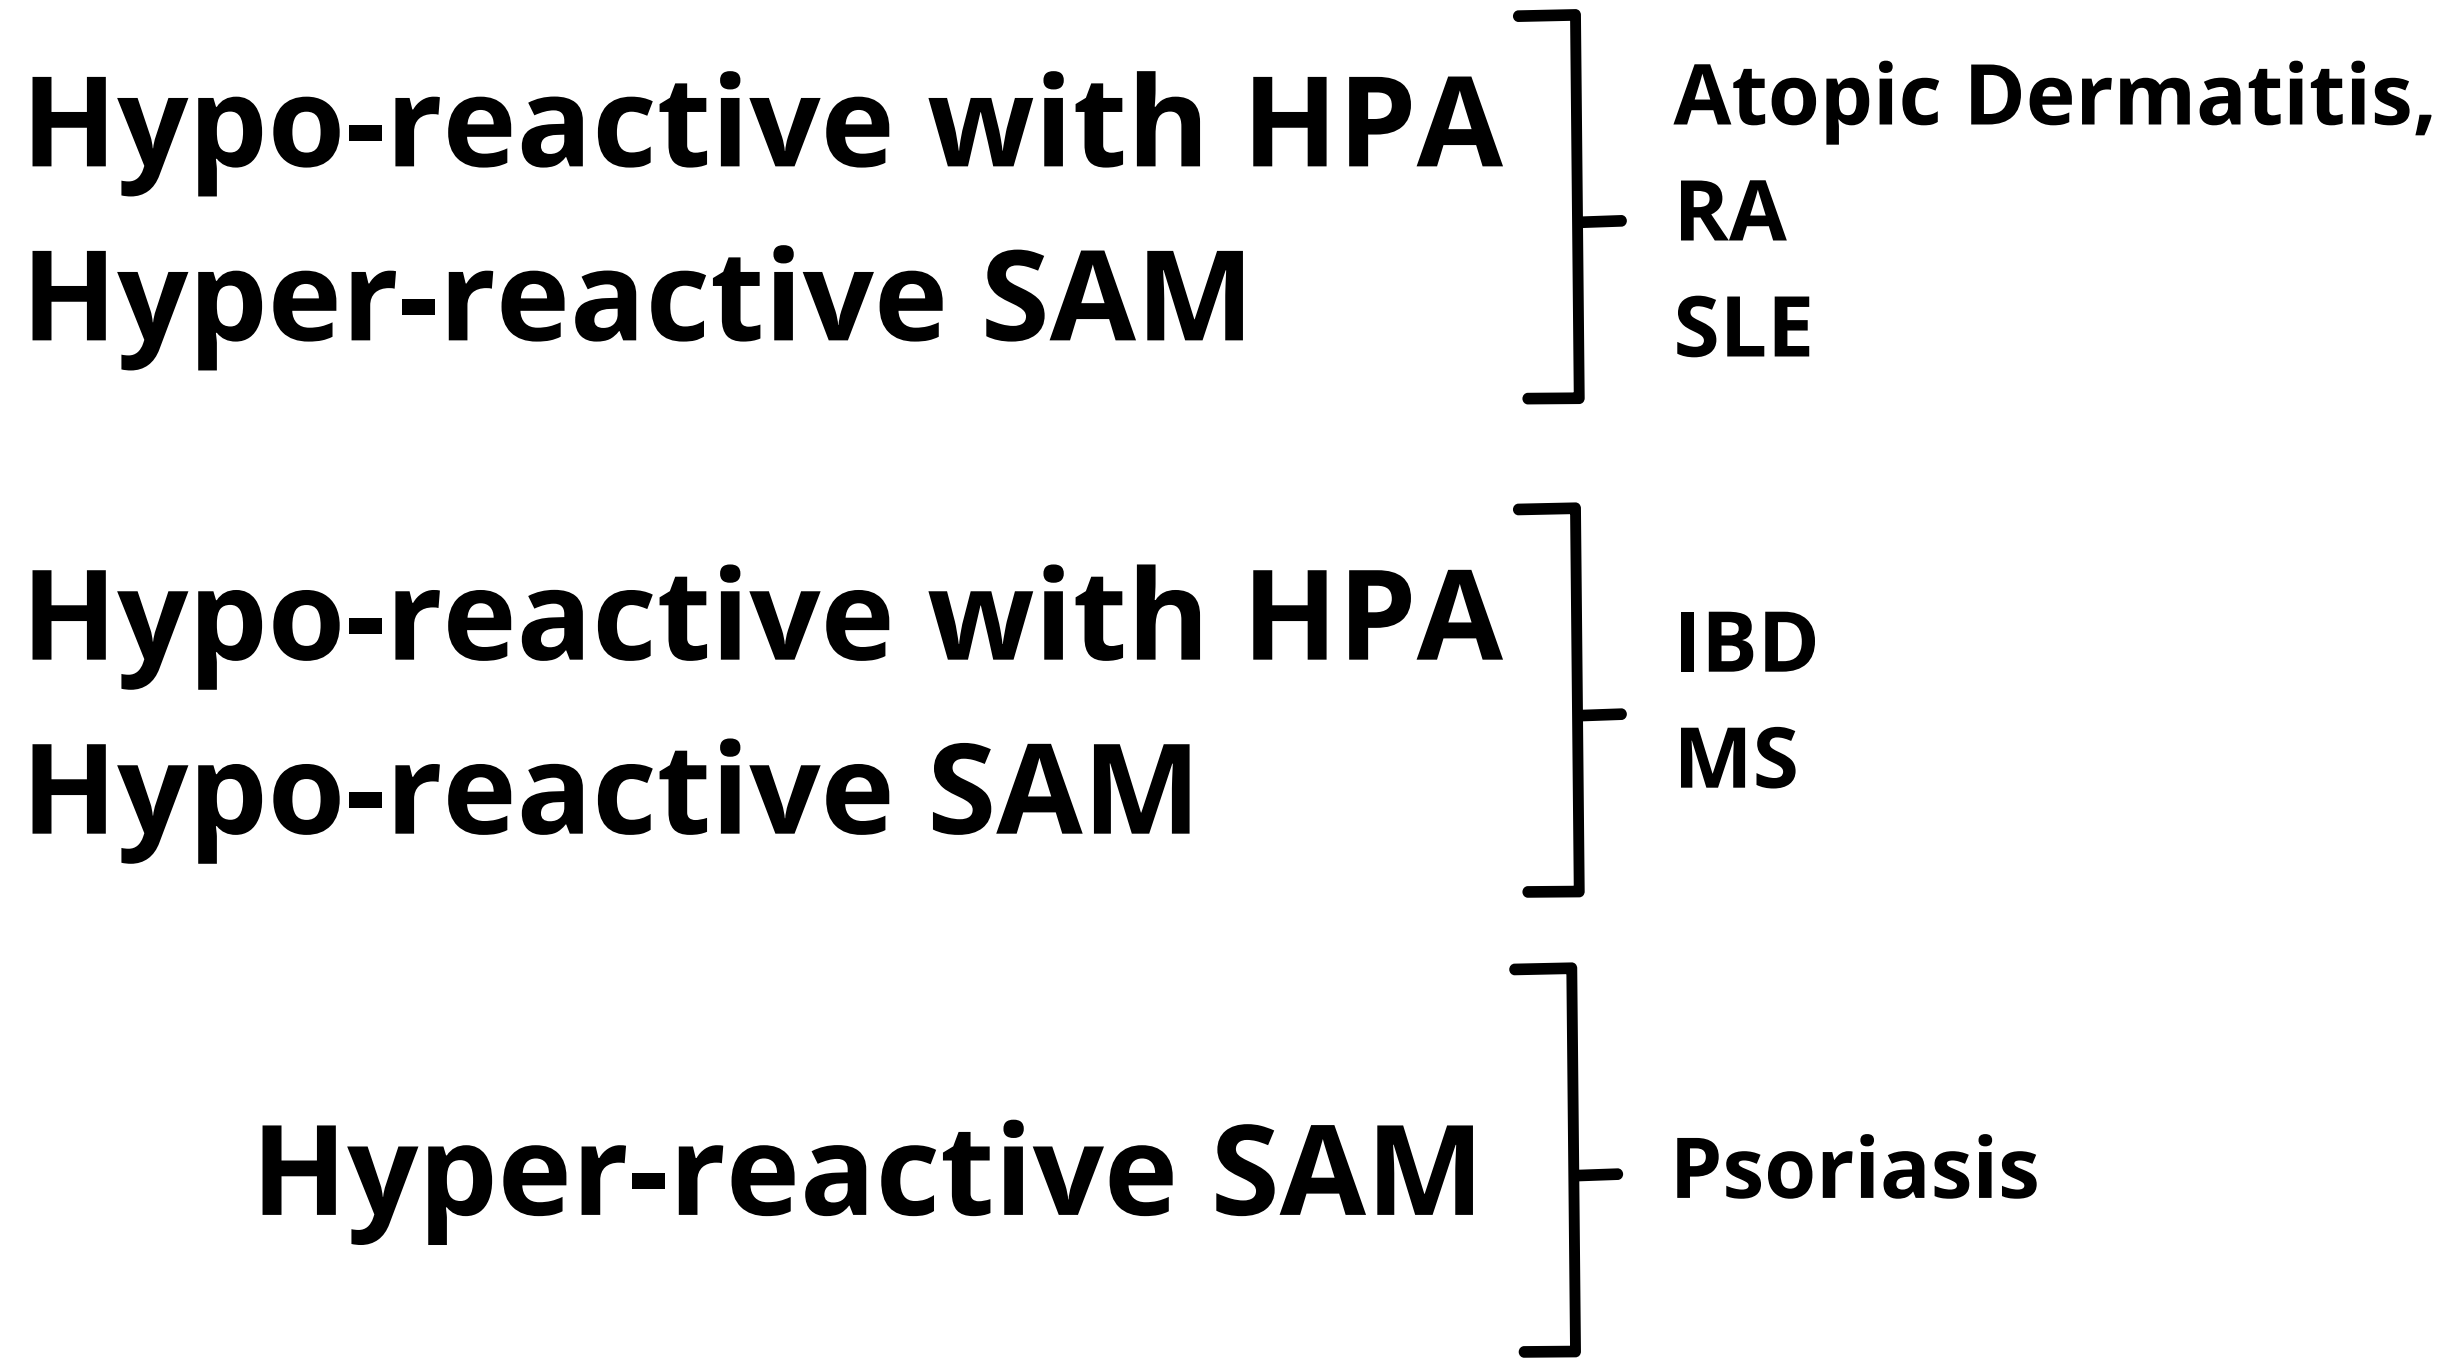 Hypo-reactive with HPA
Hyper-reactive SAM
Atopic Dermatitis,
RA
SLE
Hypo-reactive with HPA
Hypo-reactive SAM
IBD
MS
Hyper-reactive SAM
Psoriasis